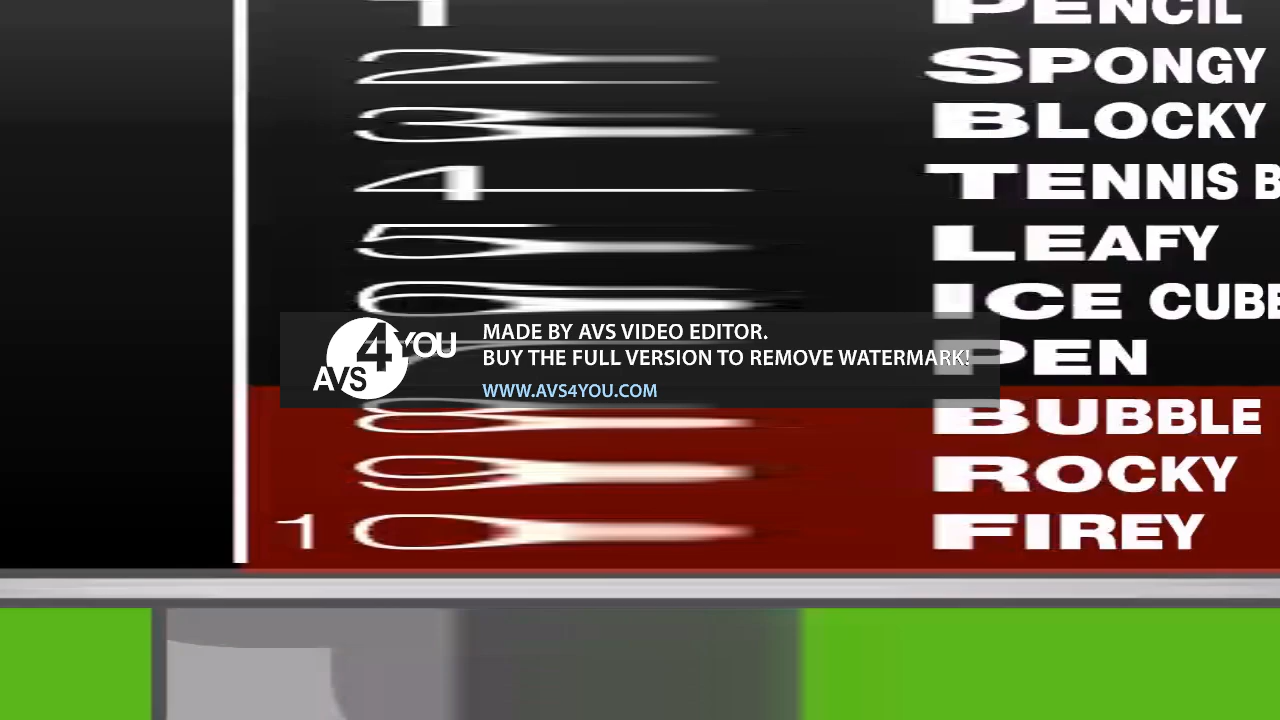 1 PENCIL
2 SPONGY
3 BLOCKY
4 TENNIS B
5 LEAFY
6 ICE CUBE
PEN
8 BUBBLE
9 ROCKY
10 FIREY
AVS4YOU
MADE BY AVS VIDEO EDITOR.
BUY THE FULL VERSION TO REMOVE WATERMARK!
WWW.AVS4YOU.COM